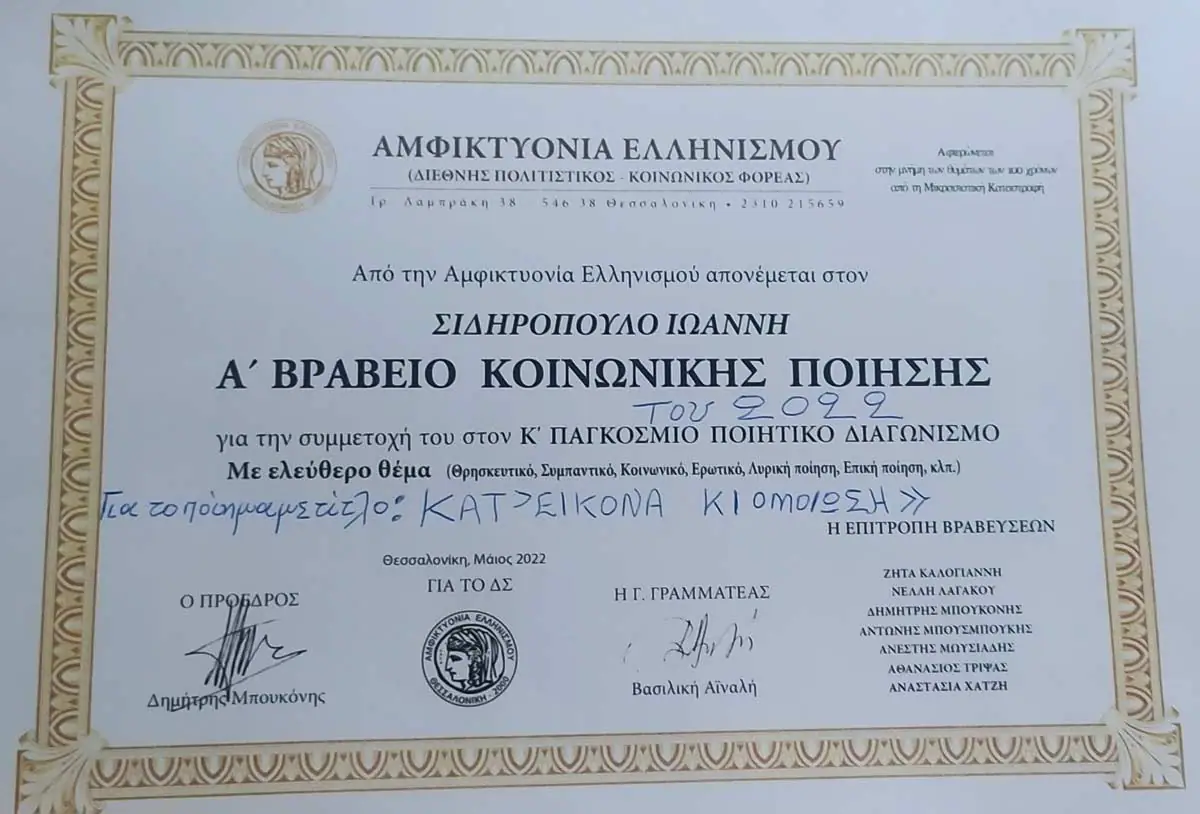 ΑΜΦΙΚΤΥΟΝΙΑ ΕΛΛΗΝΙΣΜΟΥ
(ΔΙΕΘΝΗΣ ΠΟΛΙΤΙΣΤΙΚΟΣ - ΚΟΙΝΩΝΙΚΟΣ ΦΟΡΕΑΣ)
Γρ. Λαμπράκη 38 - 546 38 Θεσσαλονίκη • 2310 215659
Αφιερώνεται
στην μνήμη των θυμάτων των 100 χρόνων
από τη Μικρασιατική Καταστροφή
Από την Αμφικτυονία Ελληνισμού απονέμεται στον
ΣΙΔΗΡΟΠΟΥΛΟ ΙΩΑΝΝΗ
Α΄ ΒΡΑΒΕΙΟ ΚΟΙΝΩΝΙΚΗΣ ΠΟΙΗΣΗΣ
του 2022
για την συμμετοχή του στον Κ' ΠΑΓΚΟΣΜΙΟ ΠΟΙΗΤΙΚΟ ΔΙΑΓΩΝΙΣΜΟ
Με ελεύθερο θέμα (Θρησκευτικό, Συμπαντικό, Κοινωνικό, Ερωτικό, Λυρική ποίηση, Επική ποίηση, κλπ.)
Για το ποίημα με τίτλο: ΚΑΤ'ΕΙΚΟΝΑ ΚΙ ΟΜΟΙΩΣΗ»
Η ΕΠΙΤΡΟΠΗ ΒΡΑΒΕΥΣΕΩΝ
Θεσσαλονίκη, Μάιος 2022
ΓΙΑ ΤΟ ΔΣ
Ο ΠΡΟΕΔΡΟΣ
Δημήτρης Μπουκόνης
ΑΜΦΙΚΤΥΟΝΙΑ ΕΛΛΗΝΙΣΜΟΥ
ΘΕΣΣΑΛΟΝΙΚΗ - 2000
Η Γ. ΓΡΑΜΜΑΤΕΑΣ
Βασιλική Αϊναλή
ΖΗΤΑ ΚΑΛΟΓΙΑΝΝΗ
ΝΕΛΛΗ ΛΑΓΑΚΟΥ
ΔΗΜΗΤΡΗΣ ΜΠΟΥΚΟΝΗΣ
ΑΝΤΩΝΗΣ ΜΠΟΥΣΜΠΟΥΚΗΣ
ΑΝΕΣΤΗΣ ΜΩΥΣΙΑΔΗΣ
ΑΘΑΝΑΣΙΟΣ ΤΡΙΨΑΣ
ΑΝΑΣΤΑΣΙΑ ΧΑΤΖΗ